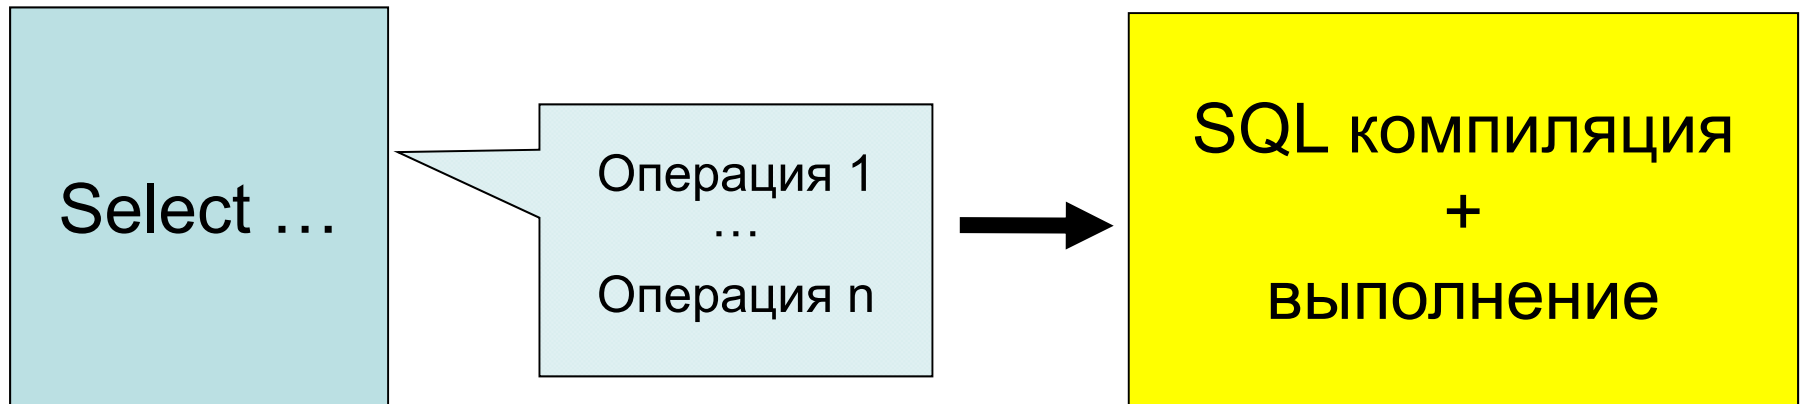 Select …
Операция 1
…
Операция n
SQL компиляция
+
выполнение